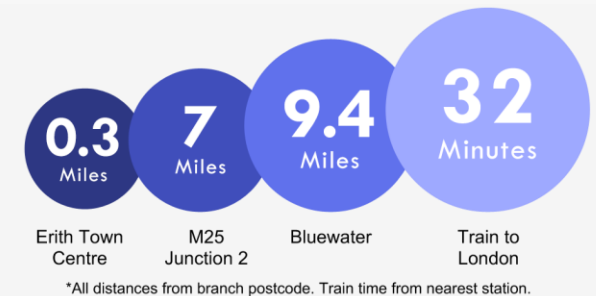 0.3
Miles
7
Miles
9.4
Miles
32
Minutes
Erith Town
Centre
M25
Junction 2
Bluewater
Train to
London
*All distances from branch postcode. Train time from nearest station.